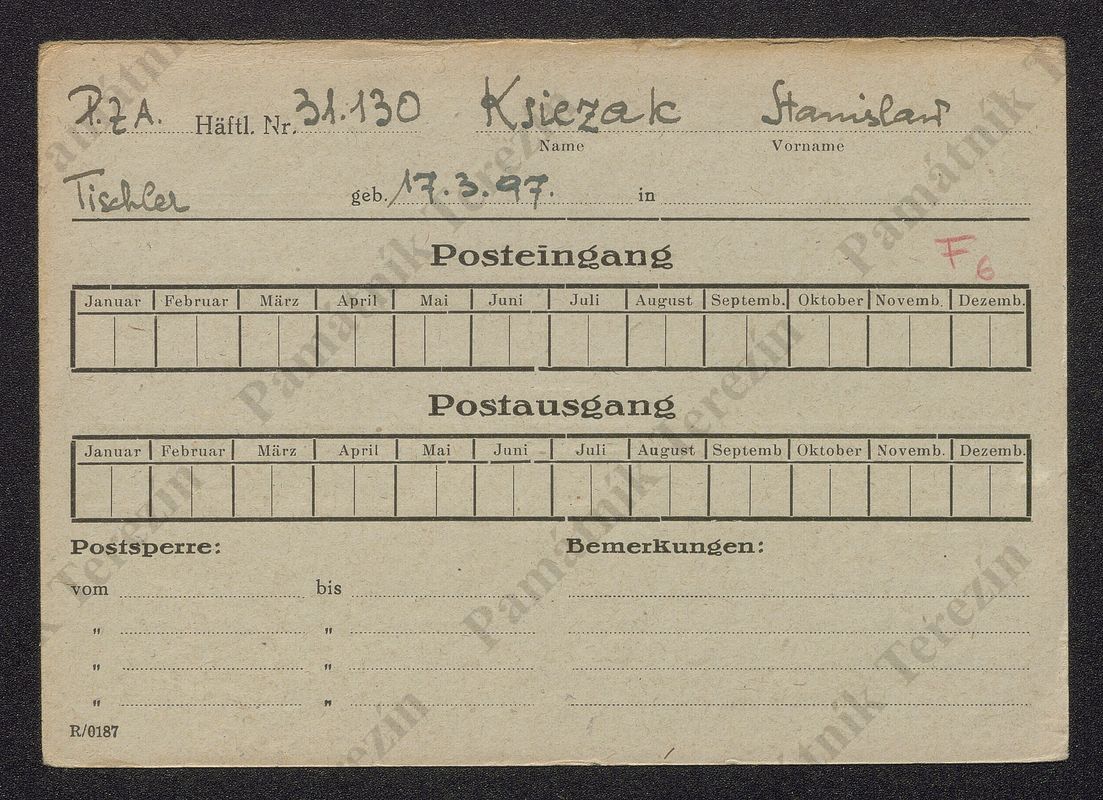 P.Z.A. Häftl. Nr. 31.130 Ksiezak Stanislaw
Name Vorname
Tischler geb. 17.3.97. in
Posteingang F 6
Januar Februar März April Mai Juni Juli August Septemb. Oktober Novemb. Dezemb.
Postausgang
Januar Februar März April Mai Juni Juli August Septemb Oktober Novemb. Dezemb.
Postsperre: Bemerkungen:
vom bis
" "
" "
" "
R/0187
Památník Terezín